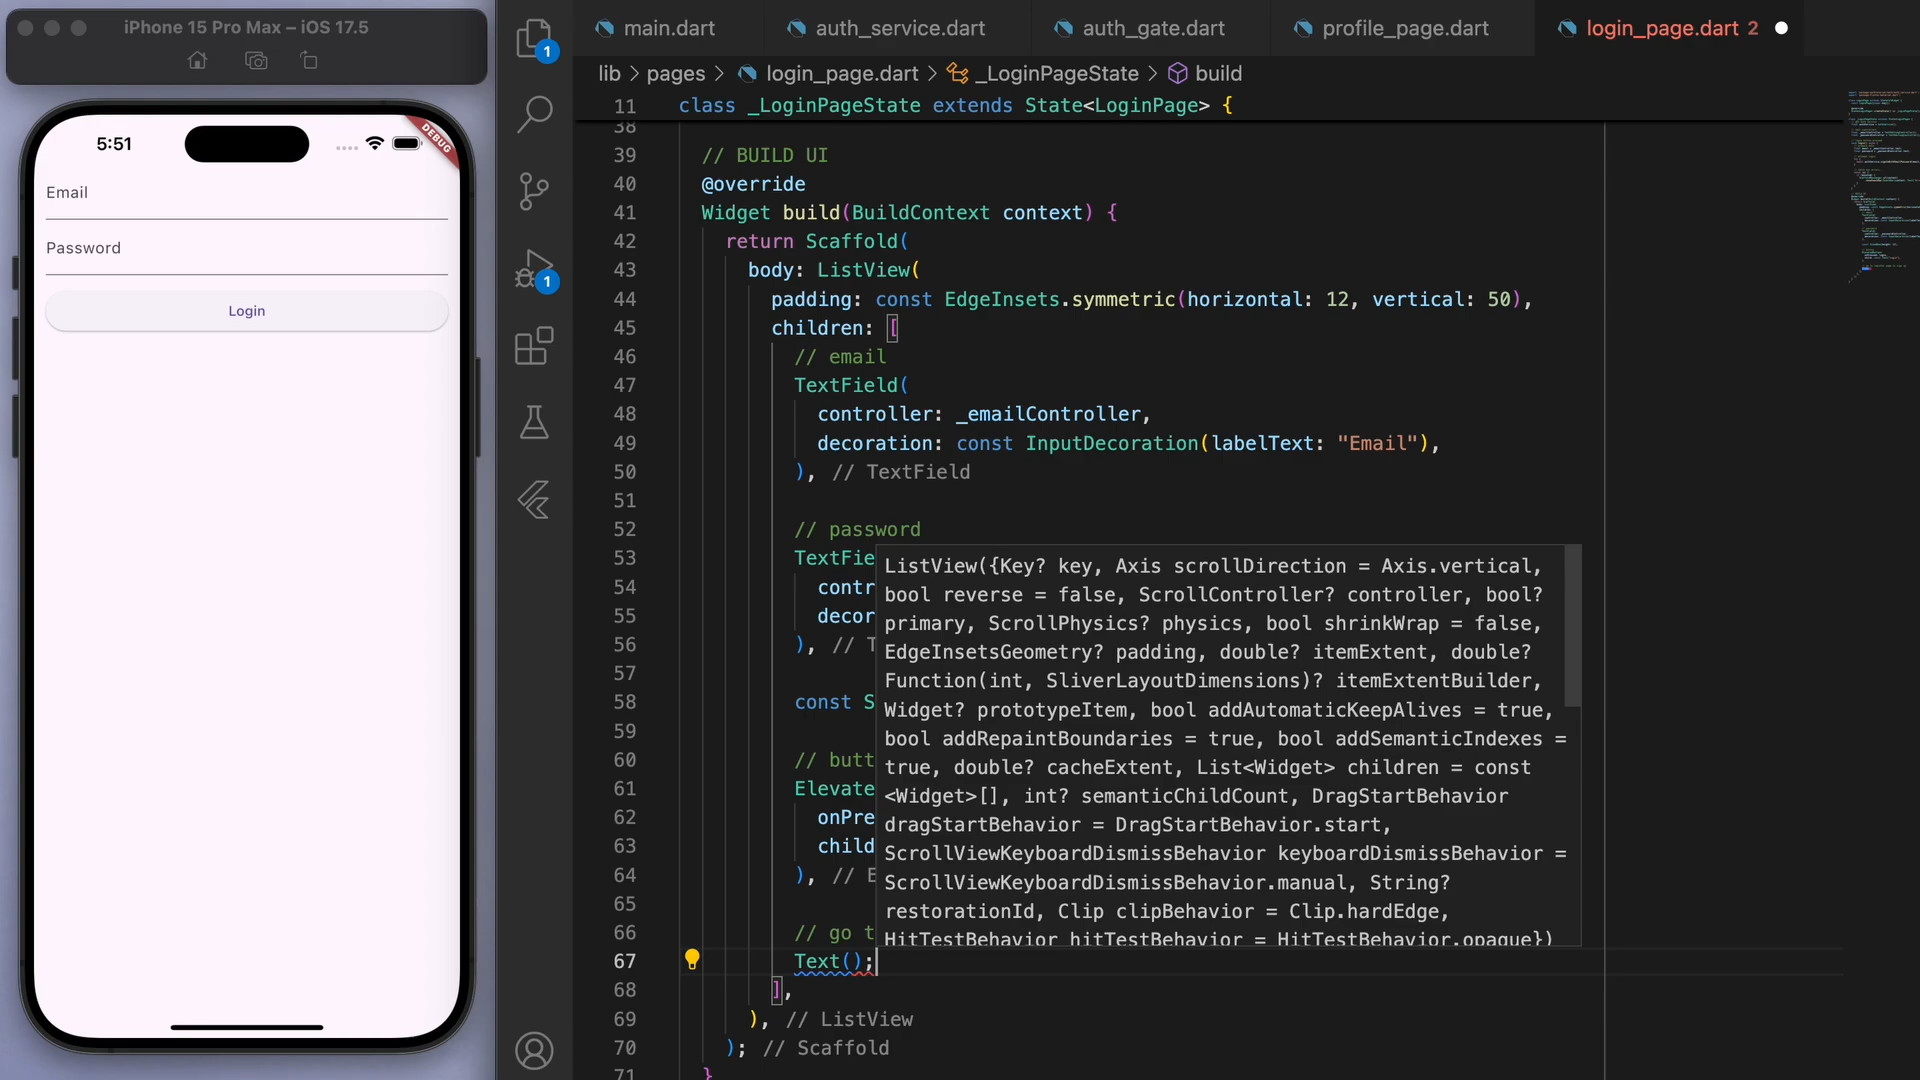 iPhone 15 Pro Max – iOS 17.5
5:51
DEBUG
Email
Password
Login
1
1
main.dart
auth_service.dart
auth_gate.dart
profile_page.dart
login_page.dart 2
lib > pages > login_page.dart > _LoginPageState > build
11 class _LoginPageState extends State<LoginPage> {
38
39 // BUILD UI
40 @override
41 Widget build(BuildContext context) {
42 return Scaffold(
43 body: ListView(
44 padding: const EdgeInsets.symmetric(horizontal: 12, vertical: 50),
45 children: [
46 // email
47 TextField(
48 controller: _emailController,
49 decoration: const InputDecoration(labelText: "Email"),
50 ), // TextField
51
52 // password
53 TextFie
54 contr
55 decor
56 ), // T
57
58 const S
59
60 // butt
61 Elevate
62 onPre
63 child
64 ), // E
65
66 // go t
67 Text();
68 ],
69 ), // ListView
70 ); // Scaffold
71 }
ListView({Key? key, Axis scrollDirection = Axis.vertical,
bool reverse = false, ScrollController? controller, bool?
primary, ScrollPhysics? physics, bool shrinkWrap = false,
EdgeInsetsGeometry? padding, double? itemExtent, double?
Function(int, SliverLayoutDimensions)? itemExtentBuilder,
Widget? prototypeItem, bool addAutomaticKeepAlives = true,
bool addRepaintBoundaries = true, bool addSemanticIndexes =
true, double? cacheExtent, List<Widget> children = const
<Widget>[], int? semanticChildCount, DragStartBehavior
dragStartBehavior = DragStartBehavior.start,
ScrollViewKeyboardDismissBehavior keyboardDismissBehavior =
ScrollViewKeyboardDismissBehavior.manual, String?
restorationId, Clip clipBehavior = Clip.hardEdge,
HitTestBehavior hitTestBehavior = HitTestBehavior.opaque})